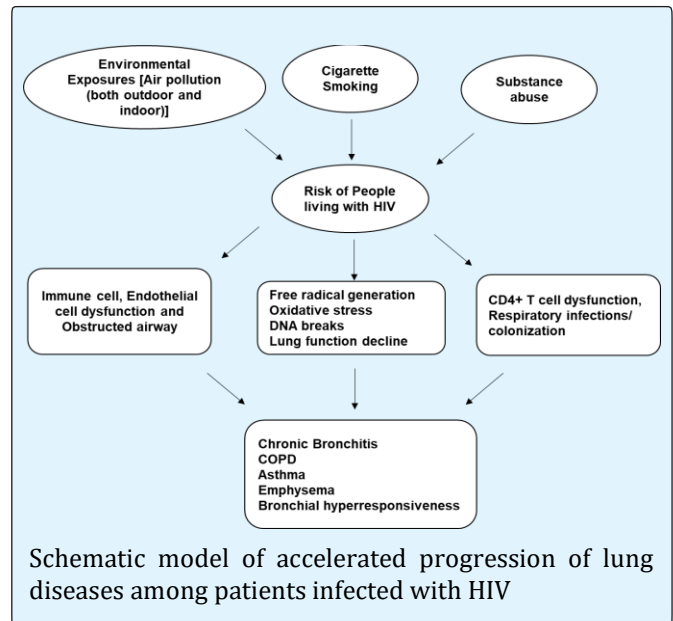 Environmental
Exposures [Air pollution
(both outdoor and
indoor)]
Cigarette
Smoking
Substance
abuse
Risk of People
living with HIV
Immune cell, Endothelial
cell dysfunction and
Obstructed airway
Free radical generation
Oxidative stress
DNA breaks
Lung function decline
CD4+ T cell dysfunction,
Respiratory infections/
colonization
Chronic Bronchitis
COPD
Asthma
Emphysema
Bronchial hyperresponsiveness
Schematic model of accelerated progression of lung
diseases among patients infected with HIV